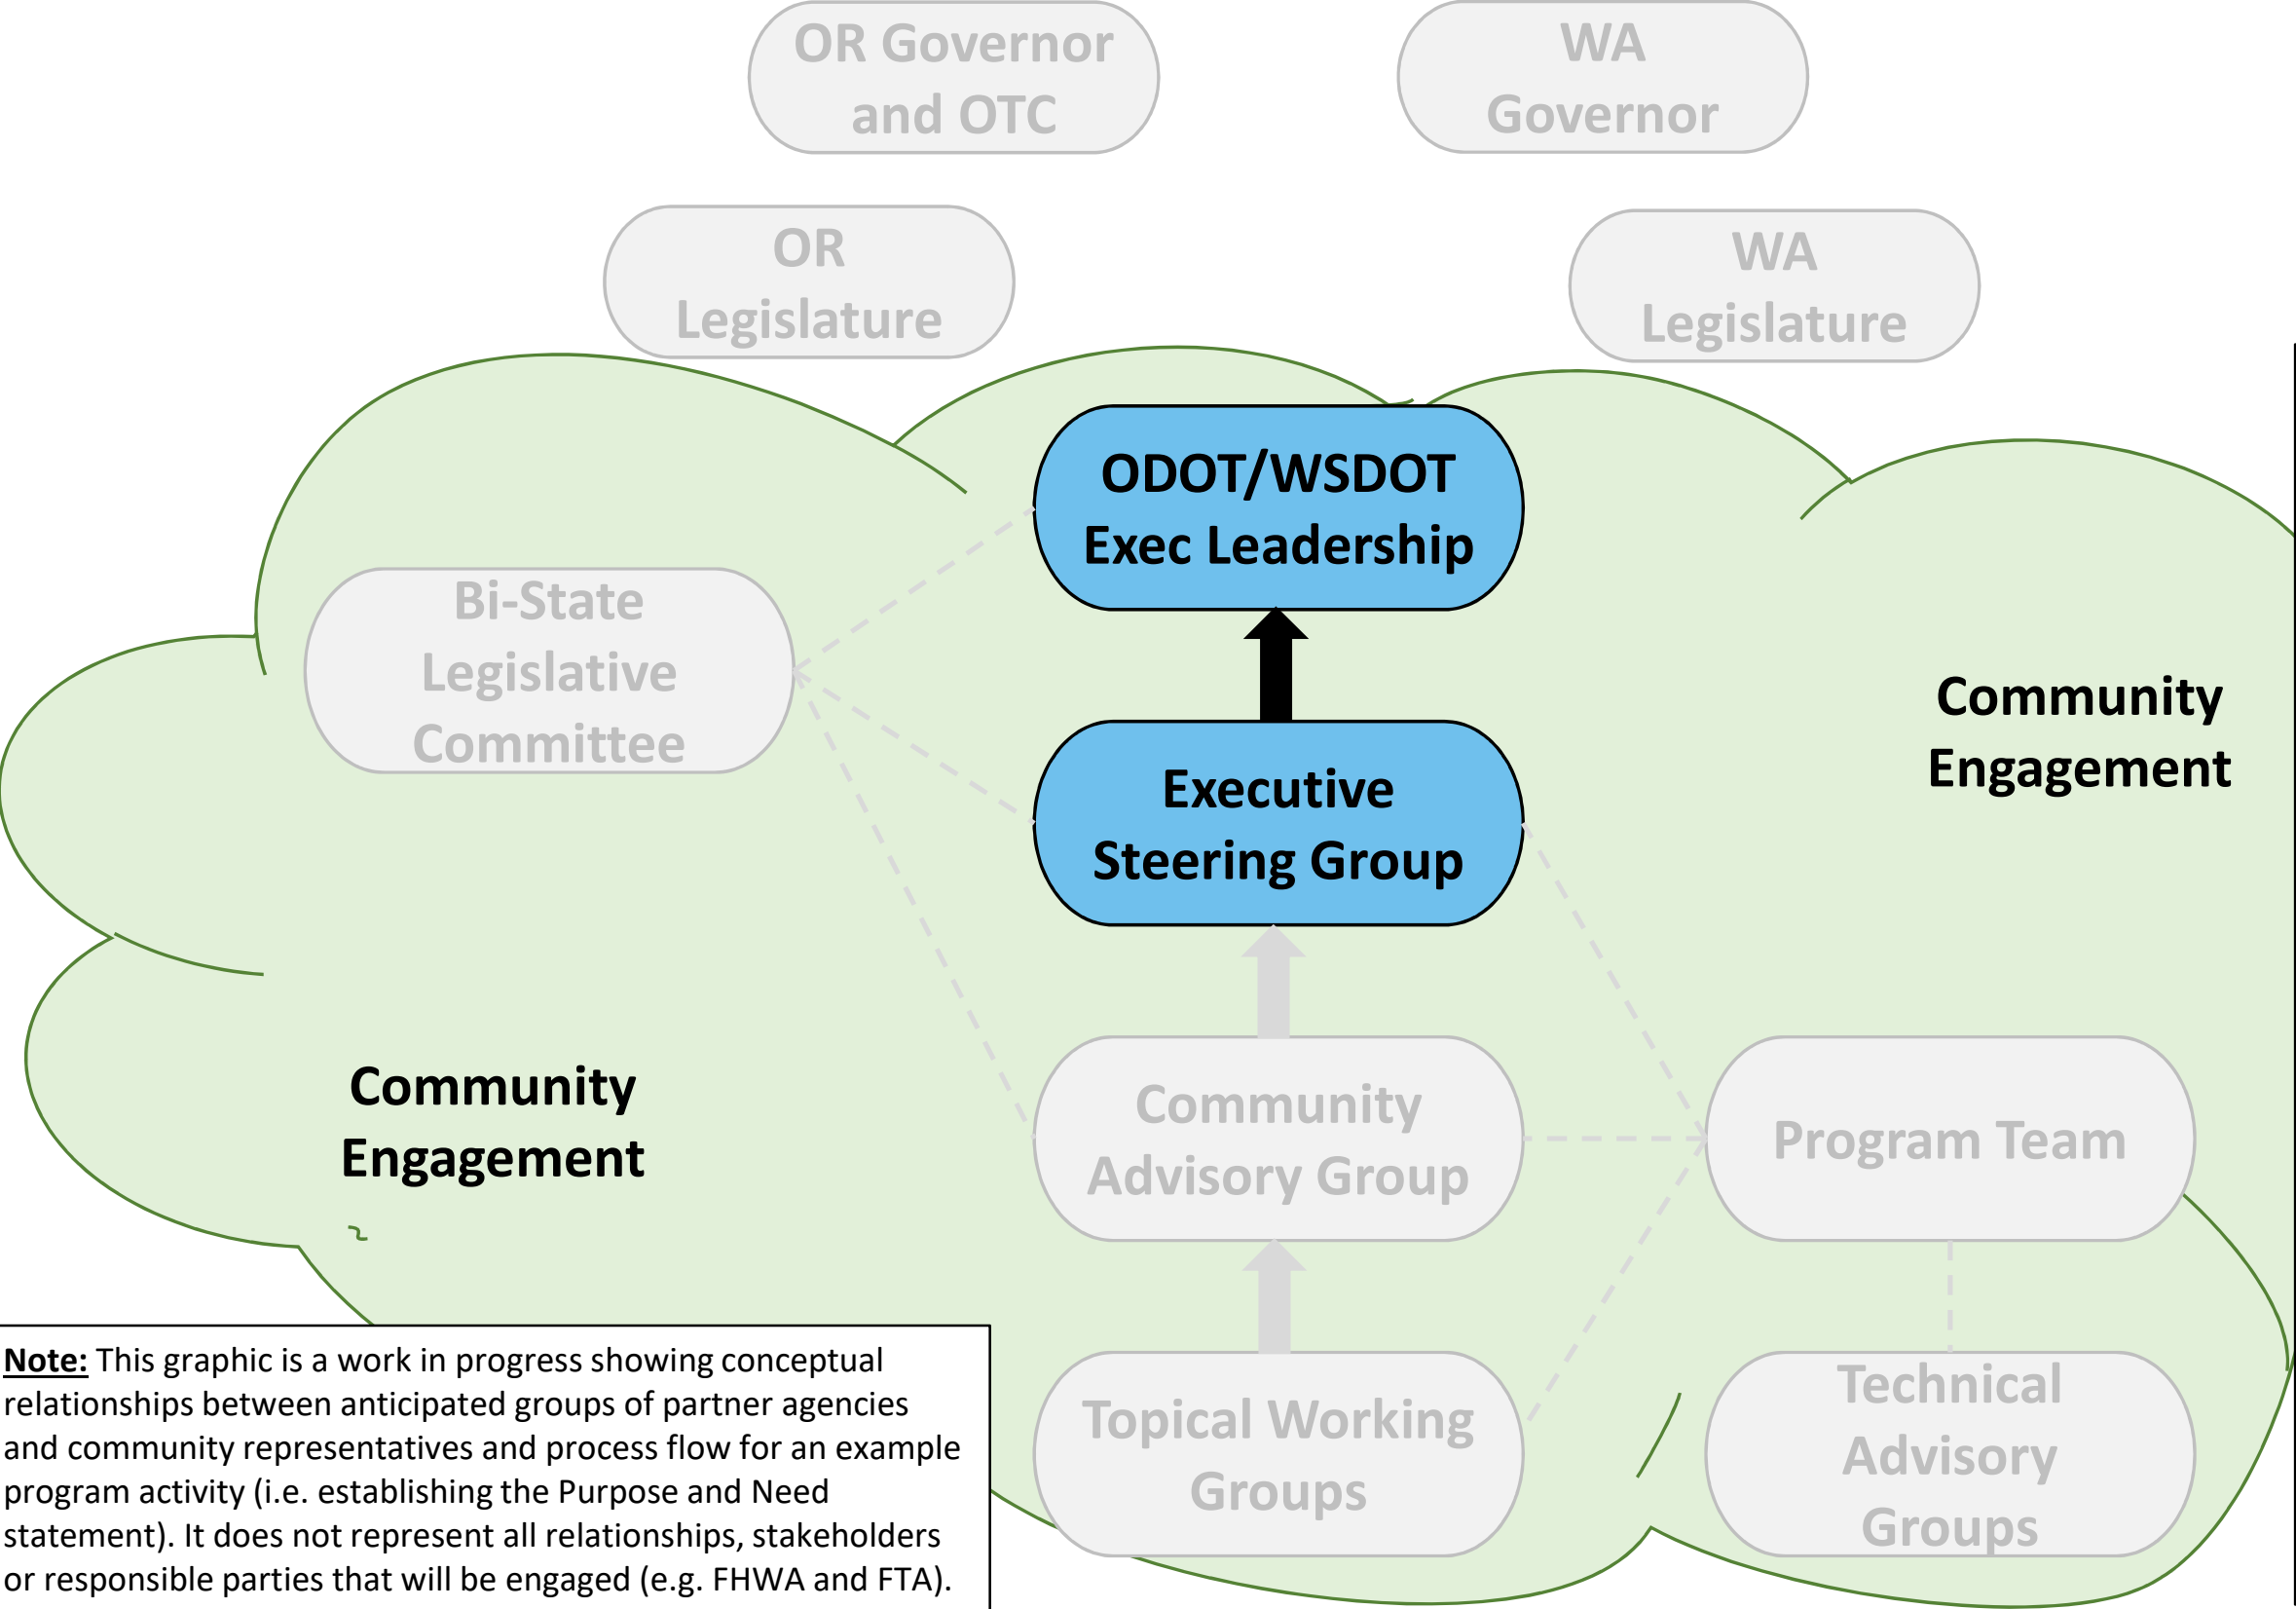 OR Governor
and OTC
WA
Governor
OR
Legislature
WA
Legislature
ODOT/WSDOT
Exec Leadership
Bi-State
Legislative
Committee
Community
Engagement
Executive
Steering Group
Community
Engagement
Community
Advisory Group
Program Team
Topical Working
Groups
Technical
Advisory
Groups
Note: This graphic is a work in progress showing conceptual
relationships between anticipated groups of partner agencies
and community representatives and process flow for an example
program activity (i.e. establishing the Purpose and Need
statement). It does not represent all relationships, stakeholders
or responsible parties that will be engaged (e.g. FHWA and FTA).